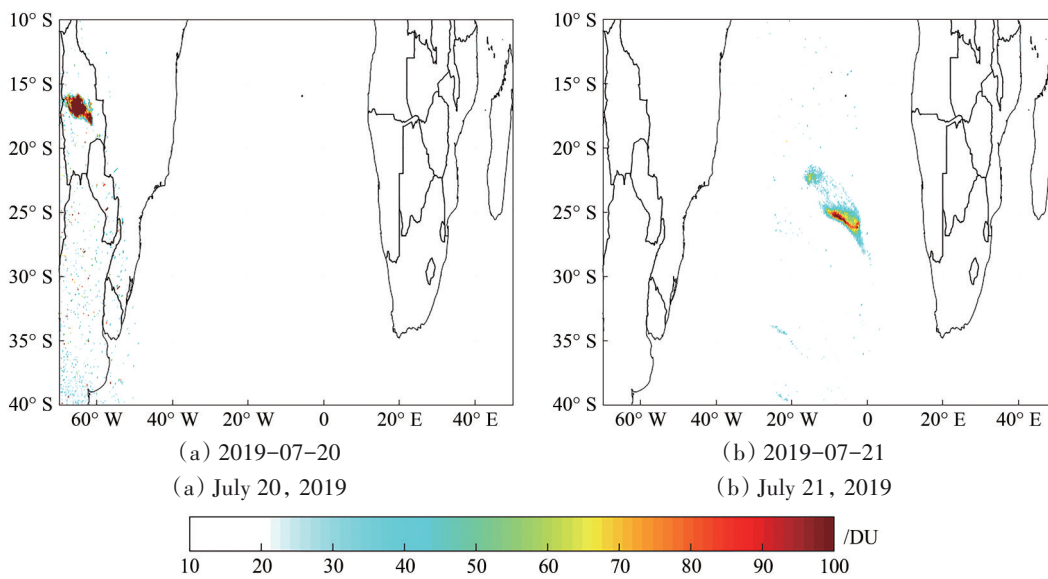 10° S
15° S
20° S
25° S
30° S
35° S
40° S
60° W
40° W
20° W
0
20° E
40° E
(a) 2019-07-20
(a) July 20, 2019
10° S
15° S
20° S
25° S
30° S
35° S
40° S
60° W
40° W
20° W
0
20° E
40° E
(b) 2019-07-21
(b) July 21, 2019
/DU
10 20 30 40 50 60 70 80 90 100